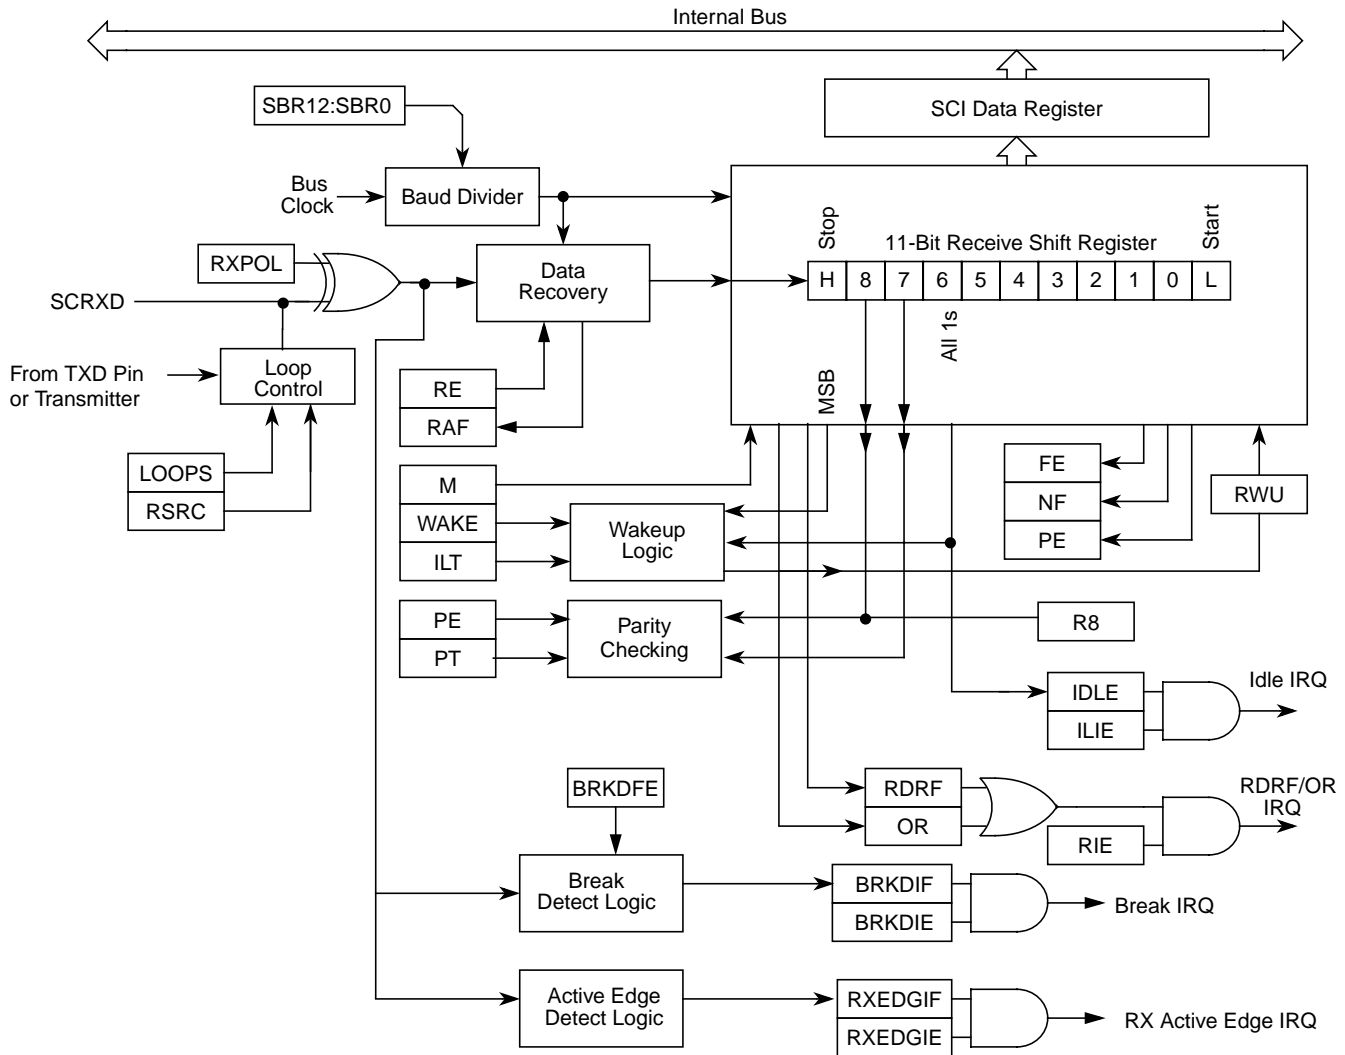 Internal Bus
SBR12:SBR0
SCI Data Register
Bus
Clock
Baud Divider
Stop
11-Bit Receive Shift Register
Start
RXPOL
Data
Recovery
H 8 7 6 5 4 3 2 1 0 L
SCRXD
All 1s
From TXD Pin
or Transmitter
Loop
Control
RE
RAF
MSB
LOOPS
RSRC
M
WAKE
ILT
Wakeup
Logic
FE
NF
PE
RWU
PE
PT
Parity
Checking
R8
IDLE
ILIE
Idle IRQ
BRKDFE
RDRF
OR
RIE
RDRF/OR
IRQ
Break
Detect Logic
BRKDIF
BRKDIE
Break IRQ
Active Edge
Detect Logic
RXEDGIF
RXEDGIE
RX Active Edge IRQ